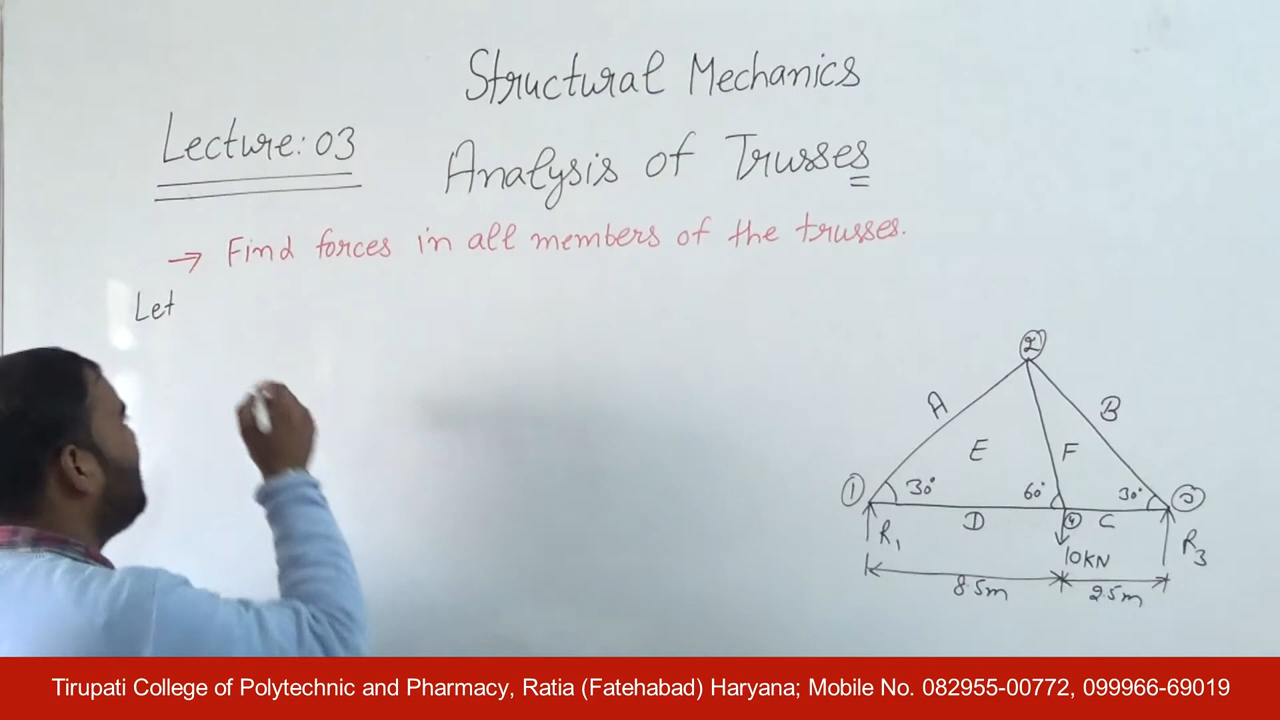 Structural Mechanics
Lecture: 03
Analysis of Trusses
→ Find forces in all members of the trusses.
Let
2
A
B
E
F
1
30°
60°
30°
3
D
4
C
R1
10KN
R3
8.5m
2.5m
Tirupati College of Polytechnic and Pharmacy, Ratia (Fatehabad) Haryana; Mobile No. 082955-00772, 099966-69019